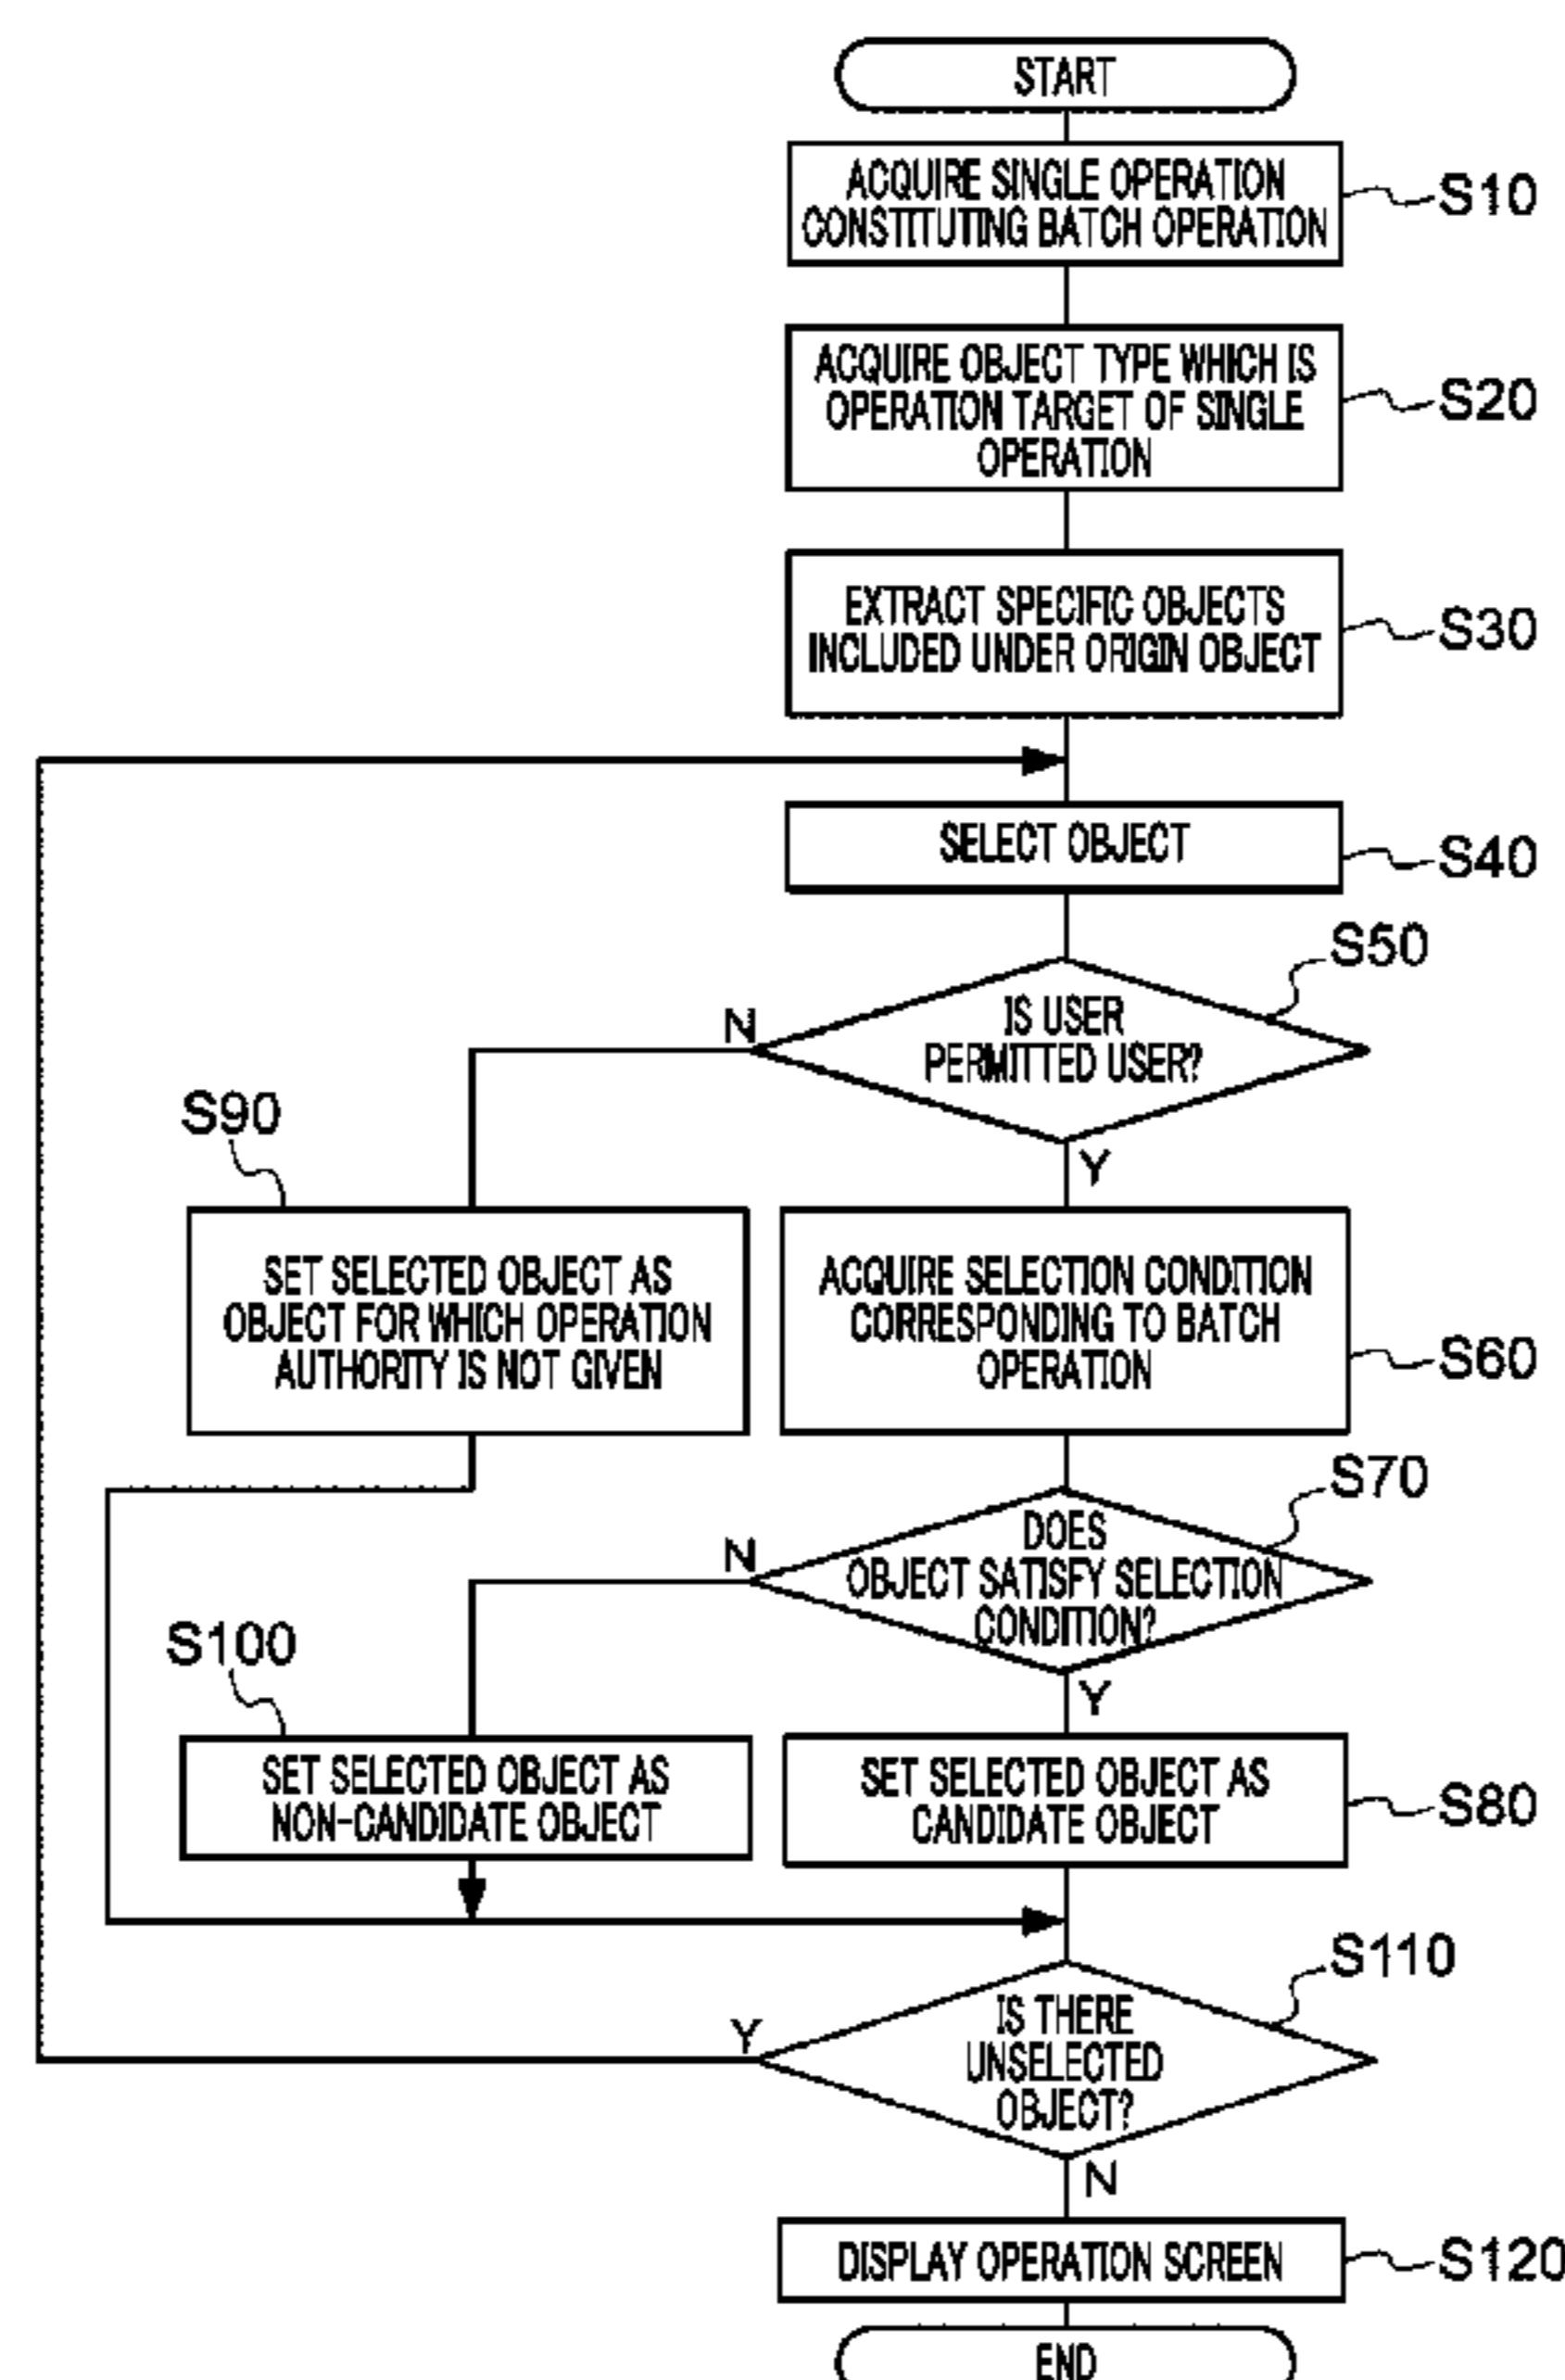 START
ACQUIRE SINGLE OPERATION
CONSTITUTING BATCH OPERATION
S10
ACQUIRE OBJECT TYPE WHICH IS
OPERATION TARGET OF SINGLE
OPERATION
S20
EXTRACT SPECIFIC OBJECTS
INCLUDED UNDER ORIGIN OBJECT
S30
SELECT OBJECT
S40
S50
IS USER
PERMITTED USER?
N
Y
S90
SET SELECTED OBJECT AS
OBJECT FOR WHICH OPERATION
AUTHORITY IS NOT GIVEN
ACQUIRE SELECTION CONDITION
CORRESPONDING TO BATCH
OPERATION
S60
S70
DOES
OBJECT SATISFY SELECTION
CONDITION?
N
Y
S100
SET SELECTED OBJECT AS
NON-CANDIDATE OBJECT
SET SELECTED OBJECT AS
CANDIDATE OBJECT
S80
S110
IS THERE
UNSELECTED
OBJECT?
Y
N
DISPLAY OPERATION SCREEN
S120
END